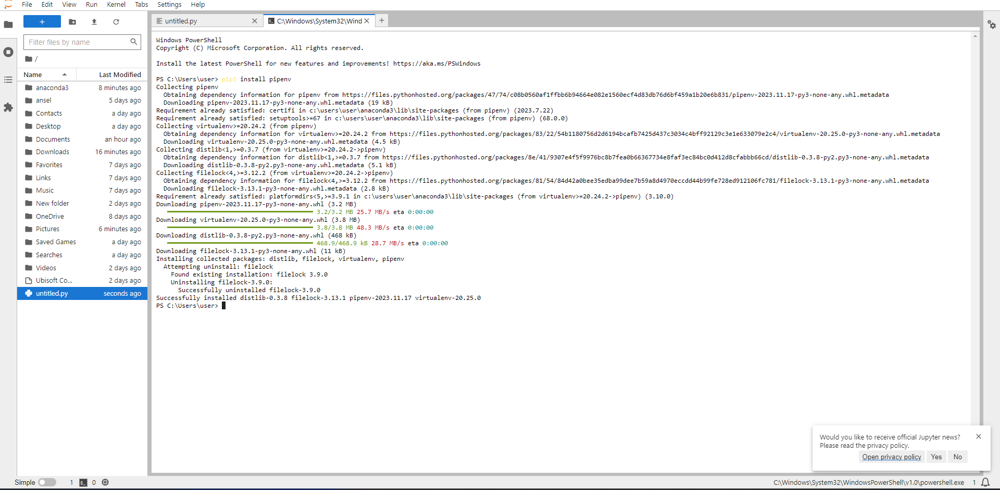 File Edit View Run Kernel Tabs Settings Help
+
Filter files by name
/
Name Last Modified
anaconda3 8 minutes ago
ansel 5 days ago
Contacts a day ago
Desktop a day ago
Documents an hour ago
Downloads 16 minutes ago
Favorites 7 days ago
Links 7 days ago
Music 7 days ago
New folder 2 days ago
OneDrive 8 days ago
Pictures 6 minutes ago
Saved Games a day ago
Searches a day ago
Videos 2 days ago
Ubisoft Co... 2 days ago
untitled.py seconds ago
untitled.py C:\Windows\System32\Wind +
Windows PowerShell
Copyright (C) Microsoft Corporation. All rights reserved.
Install the latest PowerShell for new features and improvements! https://aka.ms/PSWindows
PS C:\Users\user> pip3 install pipenv
Collecting pipenv
Obtaining dependency information for pipenv from https://files.pythonhosted.org/packages/47/74/c08b0560af1ffbb6b94664e082e1560ecf4d83db76d6bf459a1b20e6b831/pipenv-2023.11.17-py3-none-any.whl.metadata
Downloading pipenv-2023.11.17-py3-none-any.whl.metadata (19 kB)
Requirement already satisfied: certifi in c:\users\user\anaconda3\lib\site-packages (from pipenv) (2023.7.22)
Requirement already satisfied: setuptools>=67 in c:\users\user\anaconda3\lib\site-packages (from pipenv) (68.0.0)
Collecting virtualenv>=20.24.2 (from pipenv)
Obtaining dependency information for virtualenv>=20.24.2 from https://files.pythonhosted.org/packages/83/22/54b1180756d2d6194bcafb7425d437c3034c4bff92129c3e1e633079e2c4/virtualenv-20.25.0-py3-none-any.whl.metadata
Downloading virtualenv-20.25.0-py3-none-any.whl.metadata (4.5 kB)
Collecting distlib<1,>=0.3.7 (from virtualenv>=20.24.2->pipenv)
Obtaining dependency information for distlib<1,>=0.3.7 from https://files.pythonhosted.org/packages/8e/41/9307e4f5f9976bc8b7fea0b66367734e8faf3ec84bc0d412d8cfabbb66cd/distlib-0.3.8-py2.py3-none-any.whl.metadata
Downloading distlib-0.3.8-py2.py3-none-any.whl.metadata (5.1 kB)
Collecting filelock<4,>=3.12.2 (from virtualenv>=20.24.2->pipenv)
Obtaining dependency information for filelock<4,>=3.12.2 from https://files.pythonhosted.org/packages/81/54/84d42a0bee35edba99dee7b59a8d4970eccdd44b99fe728ed912106fc781/filelock-3.13.1-py3-none-any.whl.metadata
Downloading filelock-3.13.1-py3-none-any.whl.metadata (2.8 kB)
Requirement already satisfied: platformdirs<5,>=3.9.1 in c:\users\user\anaconda3\lib\site-packages (from virtualenv>=20.24.2->pipenv) (3.10.0)
Downloading pipenv-2023.11.17-py3-none-any.whl (3.2 MB)
3.2/3.2 MB 25.7 MB/s eta 0:00:00
Downloading virtualenv-20.25.0-py3-none-any.whl (3.8 MB)
3.8/3.8 MB 48.3 MB/s eta 0:00:00
Downloading distlib-0.3.8-py2.py3-none-any.whl (468 kB)
468.9/468.9 kB 28.7 MB/s eta 0:00:00
Downloading filelock-3.13.1-py3-none-any.whl (11 kB)
Installing collected packages: distlib, filelock, virtualenv, pipenv
Attempting uninstall: filelock
Found existing installation: filelock 3.9.0
Uninstalling filelock-3.9.0:
Successfully uninstalled filelock-3.9.0
Successfully installed distlib-0.3.8 filelock-3.13.1 pipenv-2023.11.17 virtualenv-20.25.0
PS C:\Users\user>
Would you like to receive official Jupyter news?
Please read the privacy policy.
Open privacy policy Yes No
Simple 1 0 C:\Windows\System32\WindowsPowerShell\v1.0\powershell.exe 1